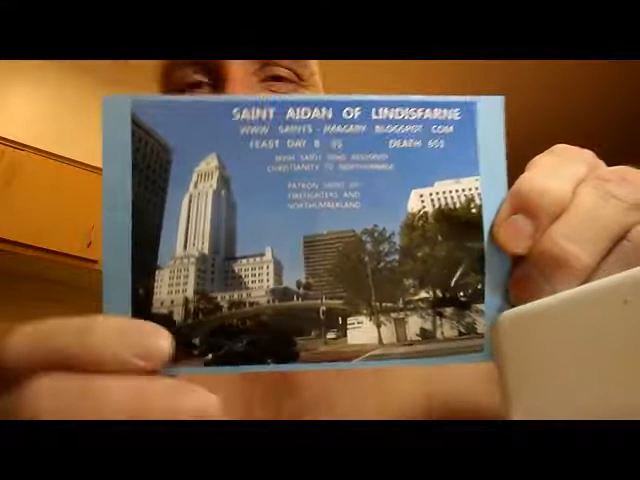 SAINT AIDAN OF LINDISFARNE
WWW SAINTS-IMAGERY BLOGSPOT COM
FEAST DAY 8 DEATH 651
IRISH SAINT WHO RESTORED
CHRISTIANITY TO NORTHUMBRIA
PATRON SAINT OF
FIREFIGHTERS AND
NORTHUMBERLAND